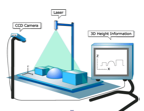 Laser
CCD Camera
3D Height Information